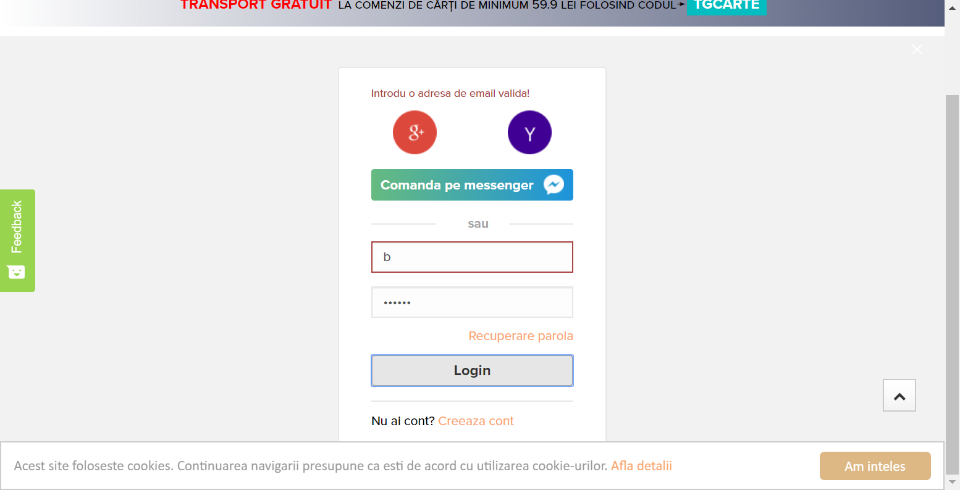 TRANSPORT GRATUIT LA COMENZI DE CĂRȚI DE MINIMUM 59.9 LEI FOLOSIND CODUL TGCARTE
Introdu o adresa de email valida!
g+ Y
Comanda pe messenger
sau
b
••••••
Recuperare parola
Login
Nu ai cont? Creeaza cont
Feedback
Acest site foloseste cookies. Continuarea navigarii presupune ca esti de acord cu utilizarea cookie-urilor. Afla detalii
Am inteles